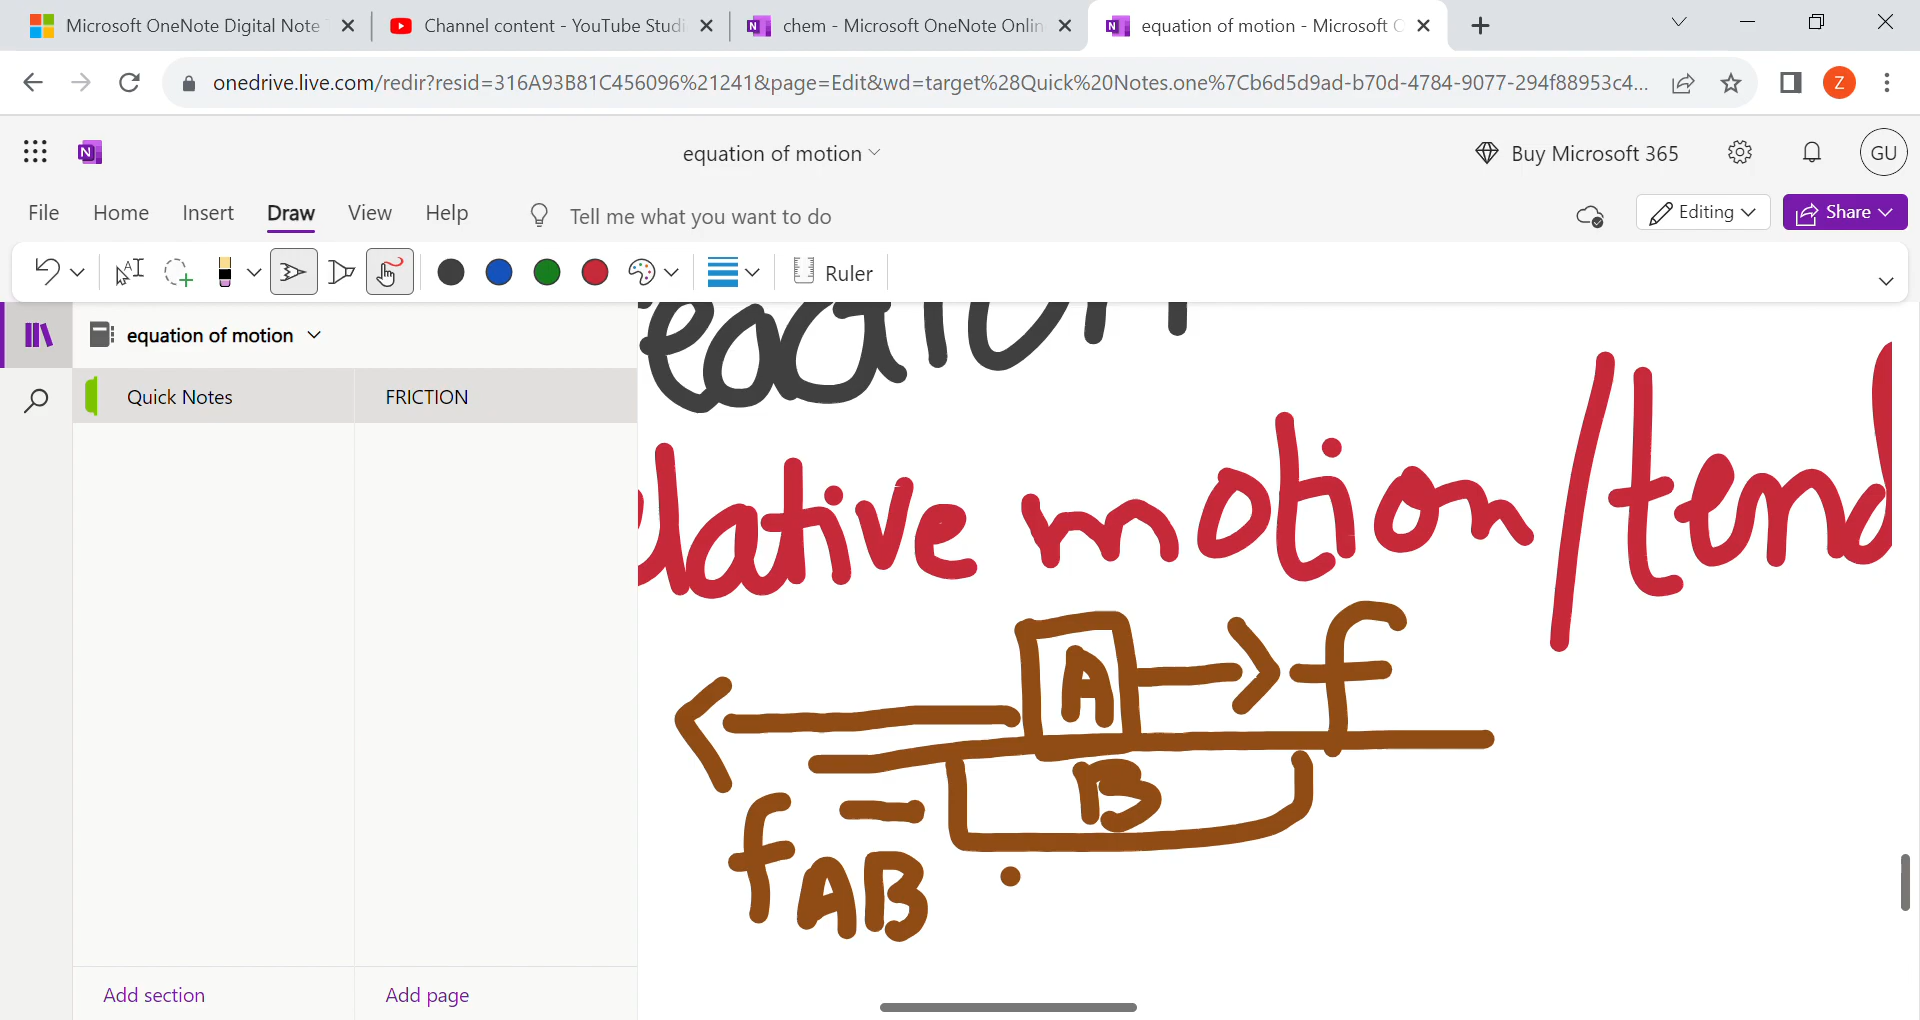 Microsoft OneNote Digital Note
Channel content - YouTube Studi
chem - Microsoft OneNote Onlin
equation of motion - Microsoft O
onedrive.live.com/redir?resid=316A93B81C456096%21241&page=Edit&wd=target%28Quick%20Notes.one%7Cb6d5d9ad-b70d-4784-9077-294f88953c4...
Z
N
equation of motion
Buy Microsoft 365
GU
File Home Insert Draw View Help Tell me what you want to do
Editing
Share
Ruler
equation of motion
Quick Notes
FRICTION
eaction
elative motion/tend
A f
B
fAB
Add section
Add page